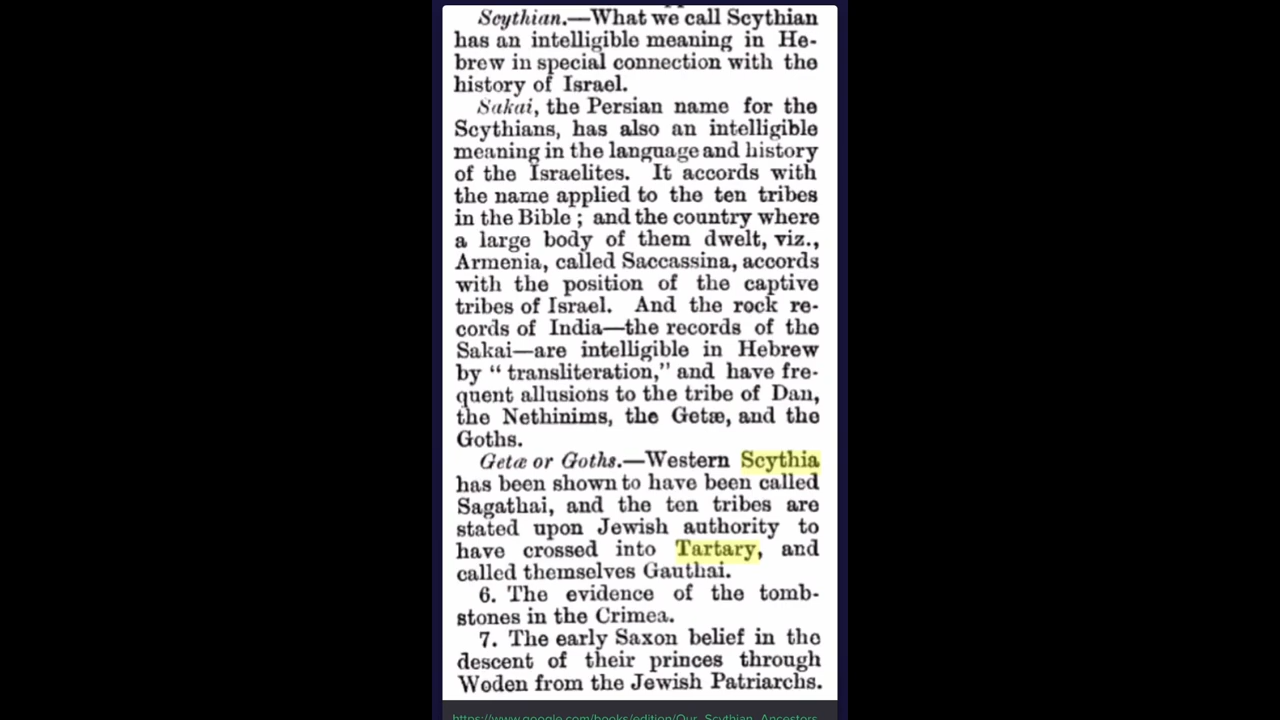 Scythian.—What we call Scythian
has an intelligible meaning in He-
brew in special connection with the
history of Israel.
Sakai, the Persian name for the
Scythians, has also an intelligible
meaning in the language and history
of the Israelites. It accords with
the name applied to the ten tribes
in the Bible ; and the country where
a large body of them dwelt, viz.,
Armenia, called Saccassina, accords
with the position of the captive
tribes of Israel. And the rock re-
cords of India—the records of the
Sakai—are intelligible in Hebrew
by “ transliteration,” and have fre-
quent allusions to the tribe of Dan,
the Nethinims, the Getæ, and the
Goths.
Getæ or Goths.—Western Scythia
has been shown to have been called
Sagathai, and the ten tribes are
stated upon Jewish authority to
have crossed into Tartary, and
called themselves Gauthai.
6. The evidence of the tomb-
stones in the Crimea.
7. The early Saxon belief in the
descent of their princes through
Woden from the Jewish Patriarchs.
https://www.google.com/books/edition/Our_Scythian_Ancestors